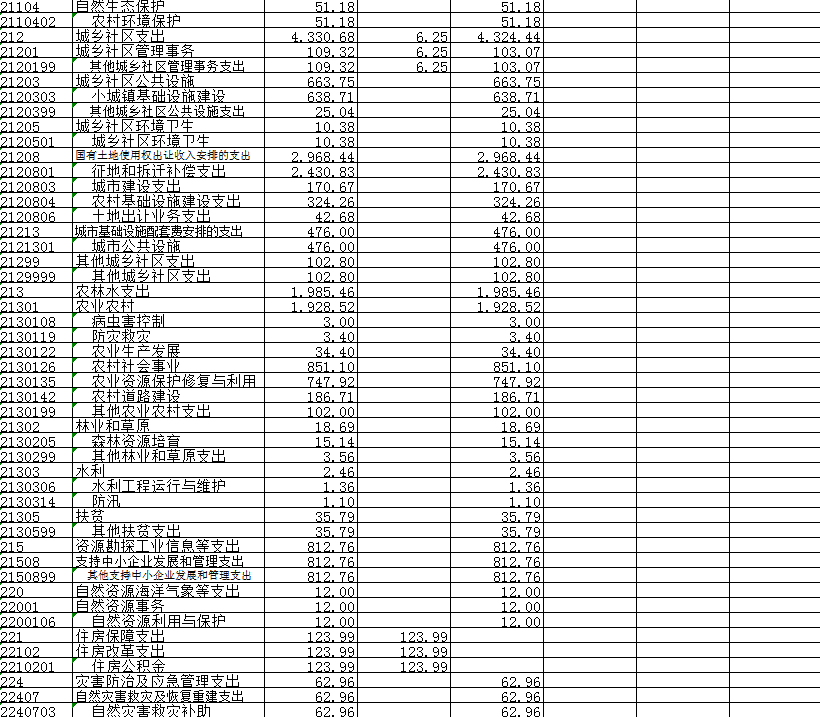 21104 自然生态保护 51.18 51.18
2110402 农村环境保护 51.18 51.18
212 城乡社区支出 4,330.68 6.25 4,324.44
21201 城乡社区管理事务 109.32 6.25 103.07
2120199 其他城乡社区管理事务支出 109.32 6.25 103.07
21203 城乡社区公共设施 663.75 663.75
2120303 小城镇基础设施建设 638.71 638.71
2120399 其他城乡社区公共设施支出 25.04 25.04
21205 城乡社区环境卫生 10.38 10.38
2120501 城乡社区环境卫生 10.38 10.38
21208 国有土地使用权出让收入安排的支出 2,968.44 2,968.44
2120801 征地和拆迁补偿支出 2,430.83 2,430.83
2120803 城市建设支出 170.67 170.67
2120804 农村基础设施建设支出 324.26 324.26
2120806 土地出让业务支出 42.68 42.68
21213 城市基础设施配套费安排的支出 476.00 476.00
2121301 城市公共设施 476.00 476.00
21299 其他城乡社区支出 102.80 102.80
2129999 其他城乡社区支出 102.80 102.80
213 农林水支出 1,985.46 1,985.46
21301 农业农村 1,928.52 1,928.52
2130108 病虫害控制 3.00 3.00
2130119 防灾救灾 3.40 3.40
2130122 农业生产发展 34.40 34.40
2130126 农村社会事业 851.10 851.10
2130135 农业资源保护修复与利用 747.92 747.92
2130142 农村道路建设 186.71 186.71
2130199 其他农业农村支出 102.00 102.00
21302 林业和草原 18.69 18.69
2130205 森林资源培育 15.14 15.14
2130299 其他林业和草原支出 3.56 3.56
21303 水利 2.46 2.46
2130306 水利工程运行与维护 1.36 1.36
2130314 防汛 1.10 1.10
21305 扶贫 35.79 35.79
2130599 其他扶贫支出 35.79 35.79
215 资源勘探工业信息等支出 812.76 812.76
21508 支持中小企业发展和管理支出 812.76 812.76
2150899 其他支持中小企业发展和管理支出 812.76 812.76
220 自然资源海洋气象等支出 12.00 12.00
22001 自然资源事务 12.00 12.00
2200106 自然资源利用与保护 12.00 12.00
221 住房保障支出 123.99 123.99
22102 住房改革支出 123.99 123.99
2210201 住房公积金 123.99 123.99
224 灾害防治及应急管理支出 62.96 62.96
22407 自然灾害救灾及恢复重建支出 62.96 62.96
2240703 自然灾害救灾补助 62.96 62.96